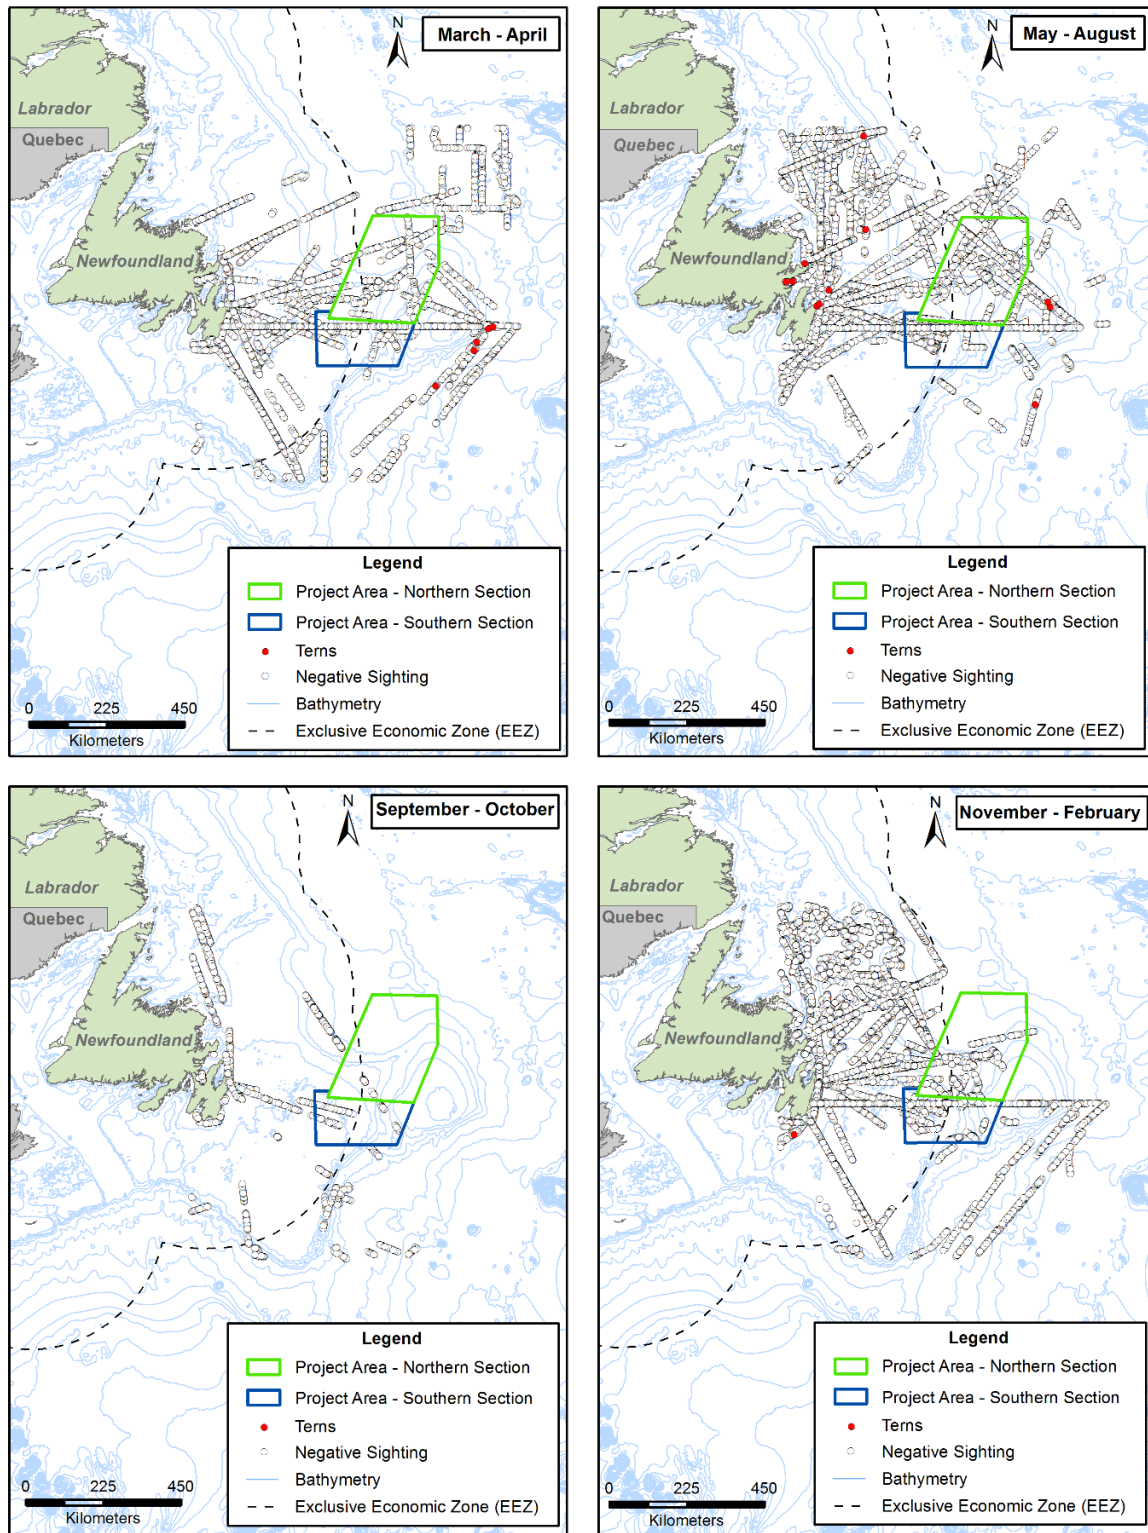 March - April
N
Labrador
Quebec
Newfoundland
Legend
Project Area - Northern Section
Project Area - Southern Section
Terns
Negative Sighting
Bathymetry
Exclusive Economic Zone (EEZ)
0 225 450
Kilometers
May - August
N
Labrador
Quebec
Newfoundland
Legend
Project Area - Northern Section
Project Area - Southern Section
Terns
Negative Sighting
Bathymetry
Exclusive Economic Zone (EEZ)
0 225 450
Kilometers
September - October
N
Labrador
Quebec
Newfoundland
Legend
Project Area - Northern Section
Project Area - Southern Section
Terns
Negative Sighting
Bathymetry
Exclusive Economic Zone (EEZ)
0 225 450
Kilometers
November - February
N
Labrador
Quebec
Newfoundland
Legend
Project Area - Northern Section
Project Area - Southern Section
Terns
Negative Sighting
Bathymetry
Exclusive Economic Zone (EEZ)
0 225 450
Kilometers